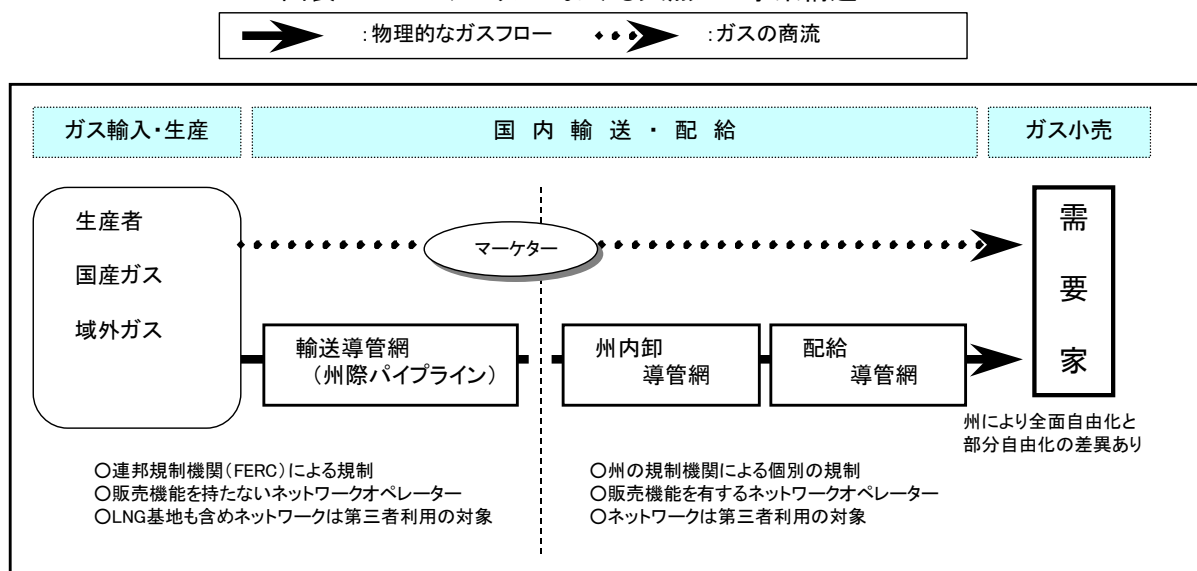 :物理的なガスフロー :ガスの商流
ガス輸入・生産 国内輸送・配給 ガス小売
生産者
国産ガス
域外ガス
マーケター
輸送導管網
(州際パイプライン)
州内卸
導管網
配給
導管網
需
要
家
州により全面自由化と
部分自由化の差異あり
○連邦規制機関(FERC)による規制
○販売機能を持たないネットワークオペレーター
○LNG基地も含めネットワークは第三者利用の対象
○州の規制機関による個別の規制
○販売機能を有するネットワークオペレーター
○ネットワークは第三者利用の対象